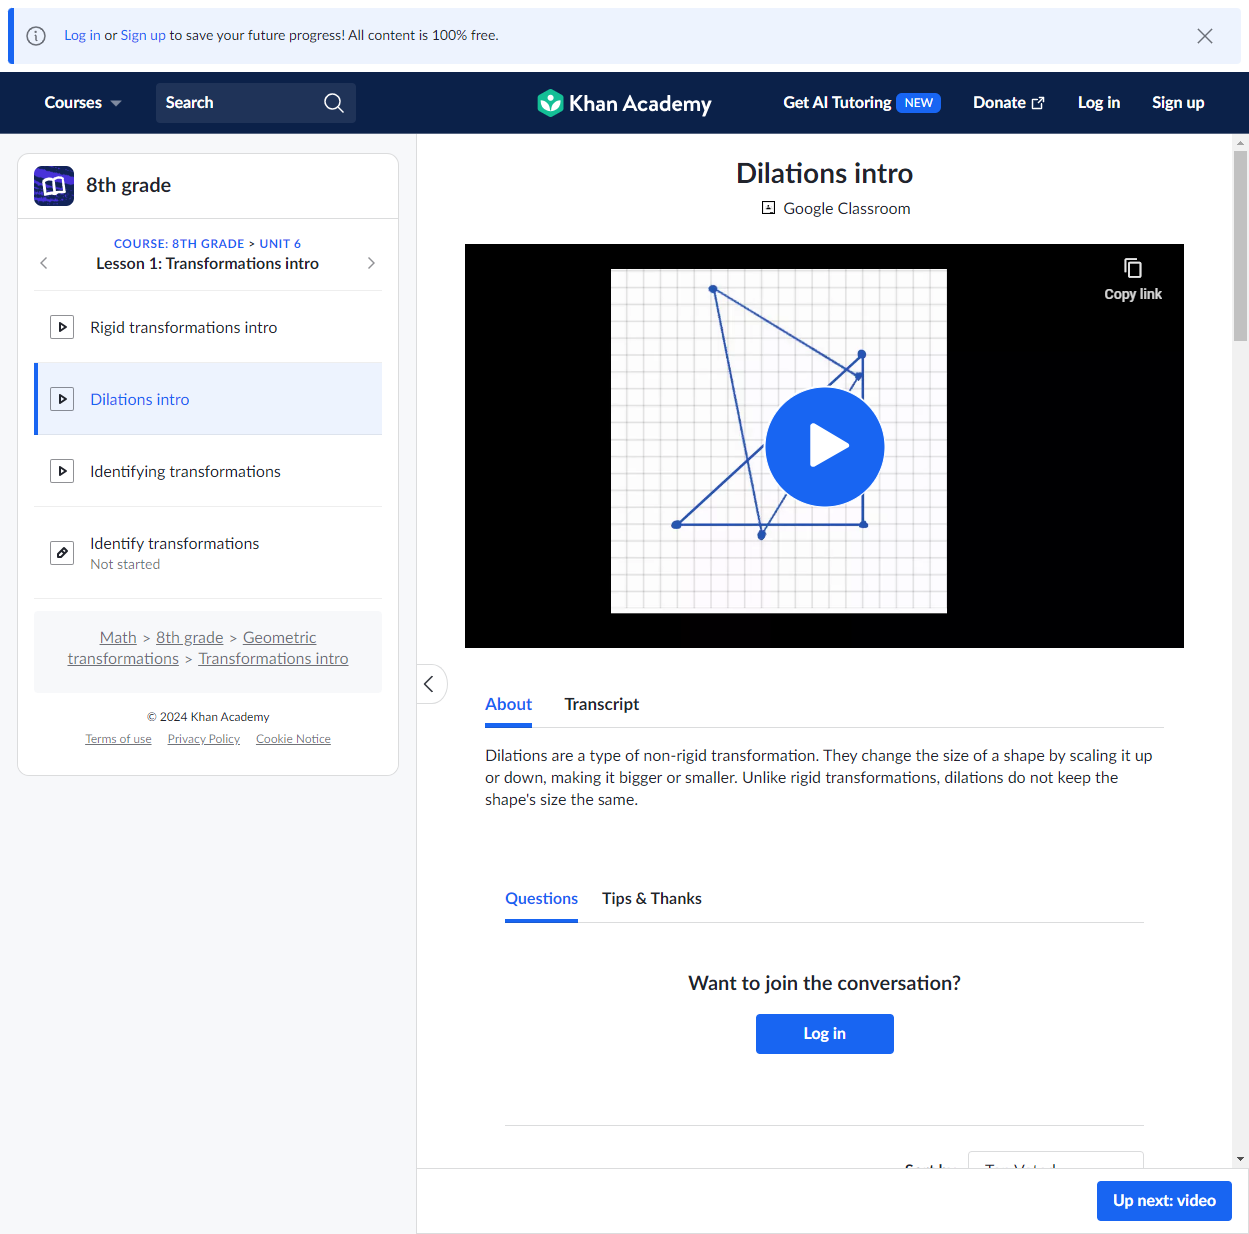 Log in or Sign up to save your future progress! All content is 100% free.
Courses
Search
Khan Academy
Get AI Tutoring NEW
Donate
Log in
Sign up
8th grade
COURSE: 8TH GRADE > UNIT 6
Lesson 1: Transformations intro
Rigid transformations intro
Dilations intro
Identifying transformations
Identify transformations
Not started
Math > 8th grade > Geometric
transformations > Transformations intro
© 2024 Khan Academy
Terms of use Privacy Policy Cookie Notice
Dilations intro
Google Classroom
Copy link
About Transcript
Dilations are a type of non-rigid transformation. They change the size of a shape by scaling it up
or down, making it bigger or smaller. Unlike rigid transformations, dilations do not keep the
shape's size the same.
Questions Tips & Thanks
Want to join the conversation?
Log in
Up next: video